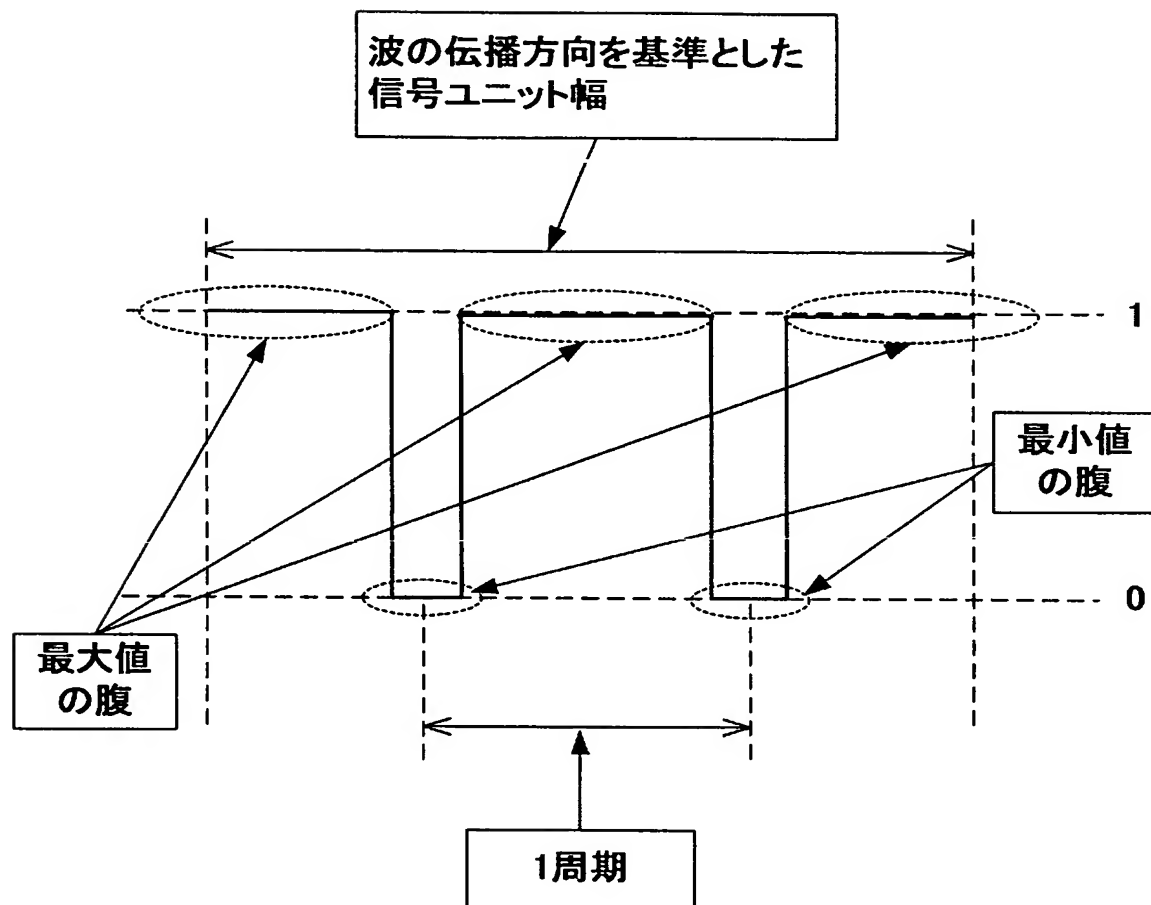 波の伝播方向を基準とした
信号ユニット幅
1
最小値
の腹
0
最大値
の腹
1周期